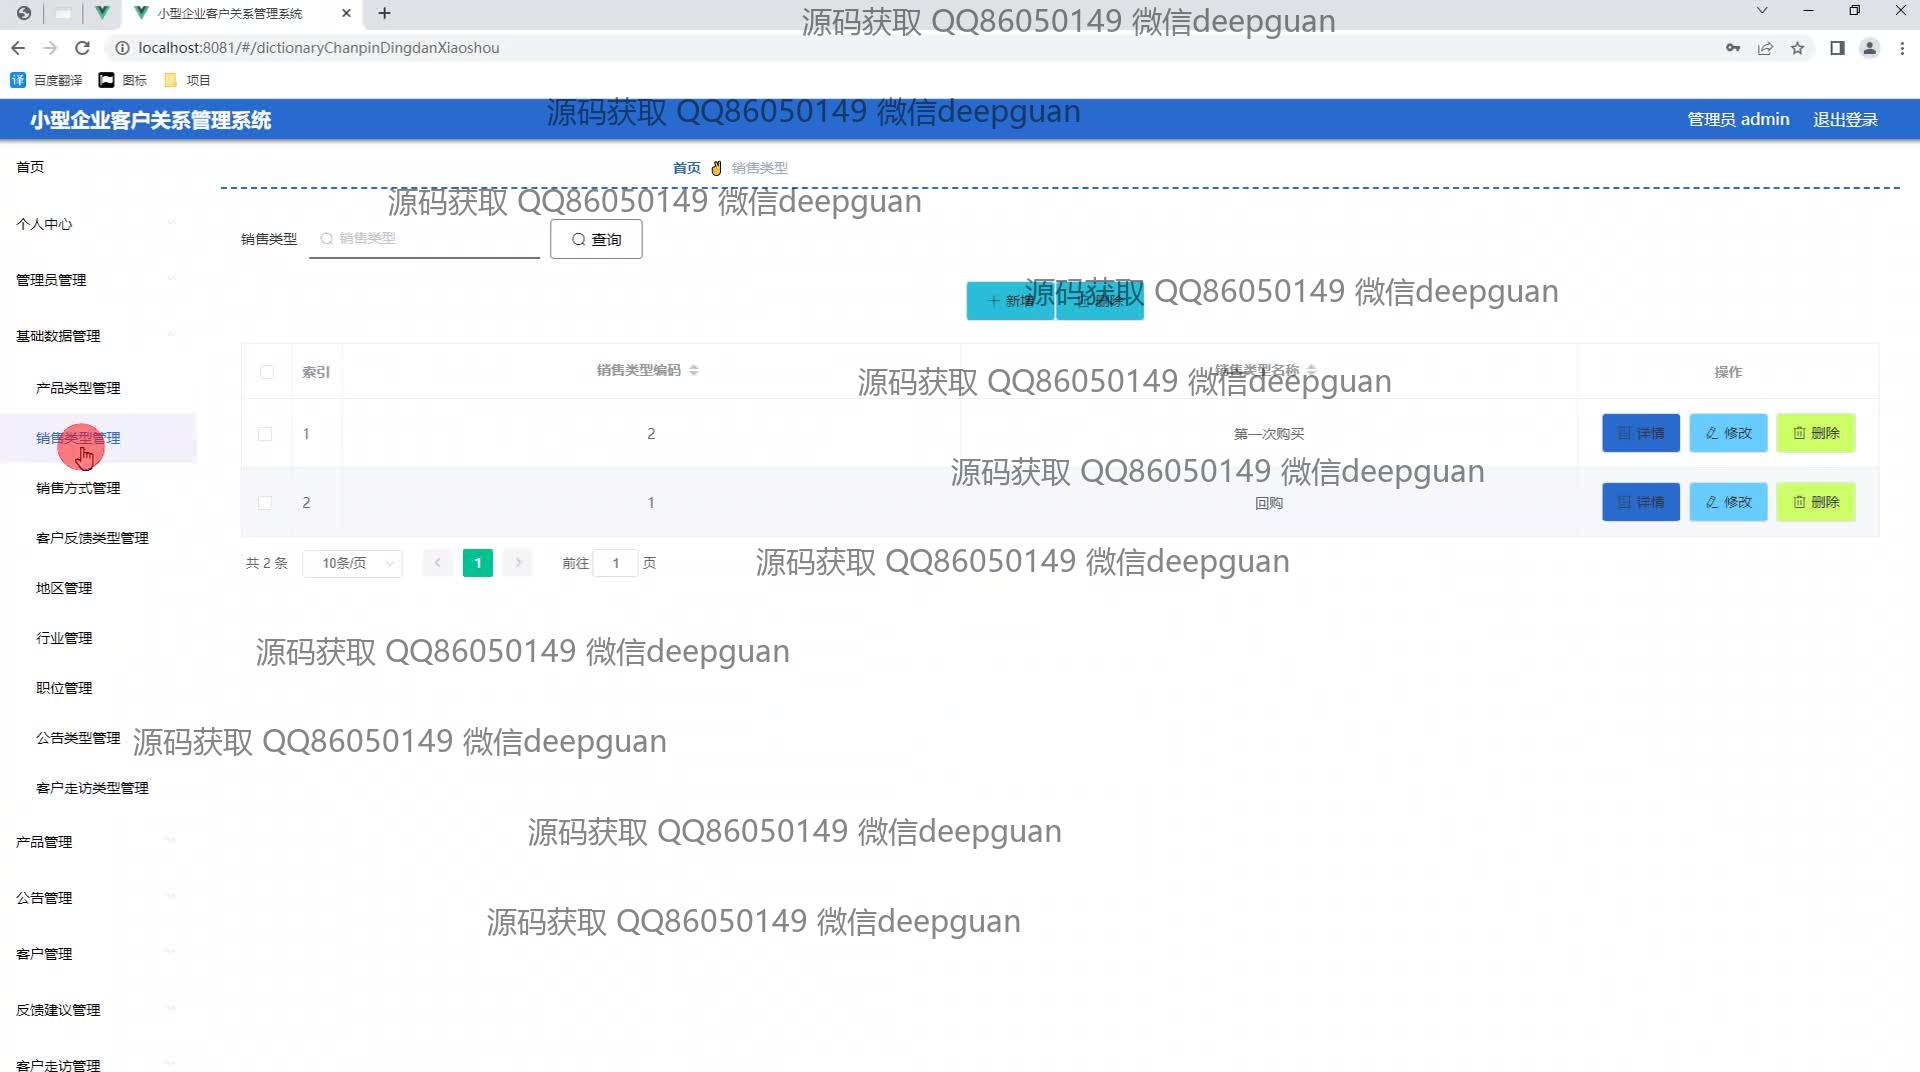 小型企业客户关系管理系统
源码获取 QQ86050149 微信deepguan
localhost:8081/#/dictionaryChanpinDingdanXiaoshou
百度翻译 图标 项目
小型企业客户关系管理系统
源码获取 QQ86050149 微信deepguan
管理员 admin 退出登录
首页
首页 销售类型
源码获取 QQ86050149 微信deepguan
个人中心
销售类型 销售类型 查询
管理员管理
新增 删除
源码获取 QQ86050149 微信deepguan
基础数据管理
索引 销售类型编码 销售类型名称 操作
源码获取 QQ86050149 微信deepguan
产品类型管理
销售类型管理
1 2 第一次购买 详情 修改 删除
源码获取 QQ86050149 微信deepguan
销售方式管理
2 1 回购 详情 修改 删除
客户反馈类型管理
共 2 条 10条/页 1 前往 1 页
源码获取 QQ86050149 微信deepguan
地区管理
行业管理
源码获取 QQ86050149 微信deepguan
职位管理
公告类型管理
源码获取 QQ86050149 微信deepguan
客户走访类型管理
产品管理
源码获取 QQ86050149 微信deepguan
公告管理
源码获取 QQ86050149 微信deepguan
客户管理
反馈建议管理
客户走访管理